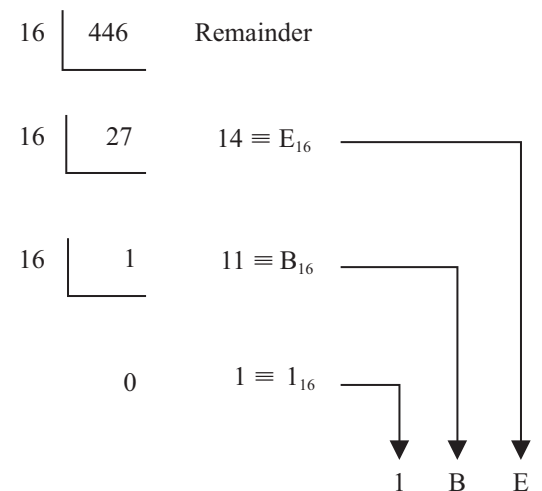 16 446 Remainder
16 27 14 ≡ E₁₆
16 1 11 ≡ B₁₆
0 1 ≡ 1₁₆
1 B E